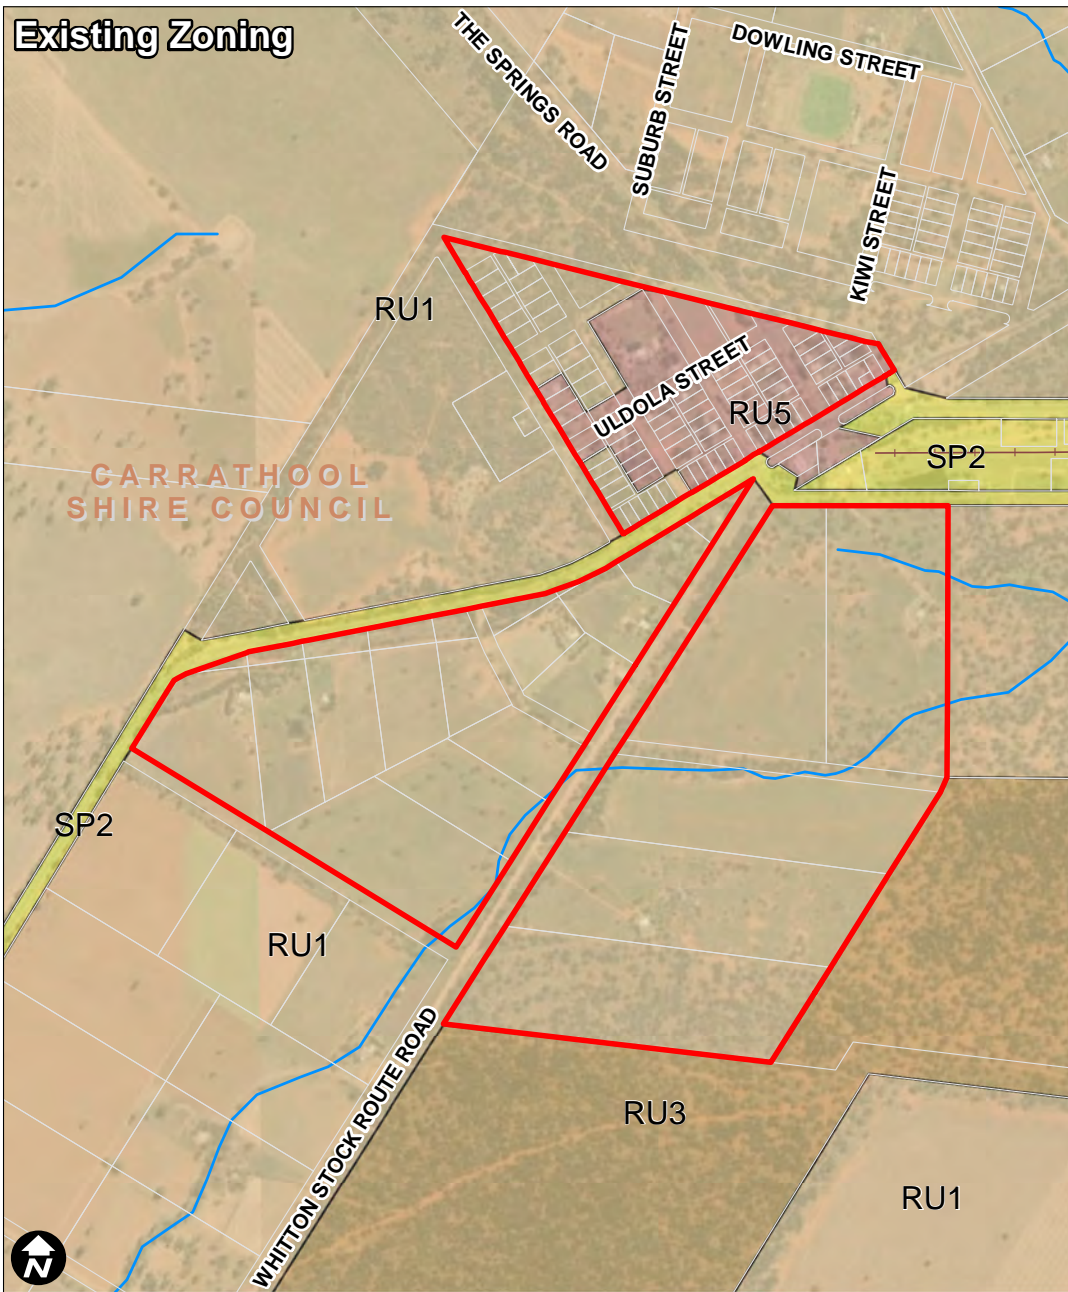 Existing Zoning
THE SPRINGS ROAD
SUBURB STREET
DOWLING STREET
KIWI STREET
RU1
ULDOLA STREET
RU5
SP2
CARRATHOOL
SHIRE COUNCIL
SP2
RU1
WHITTON STOCK ROUTE ROAD
RU3
RU1
N